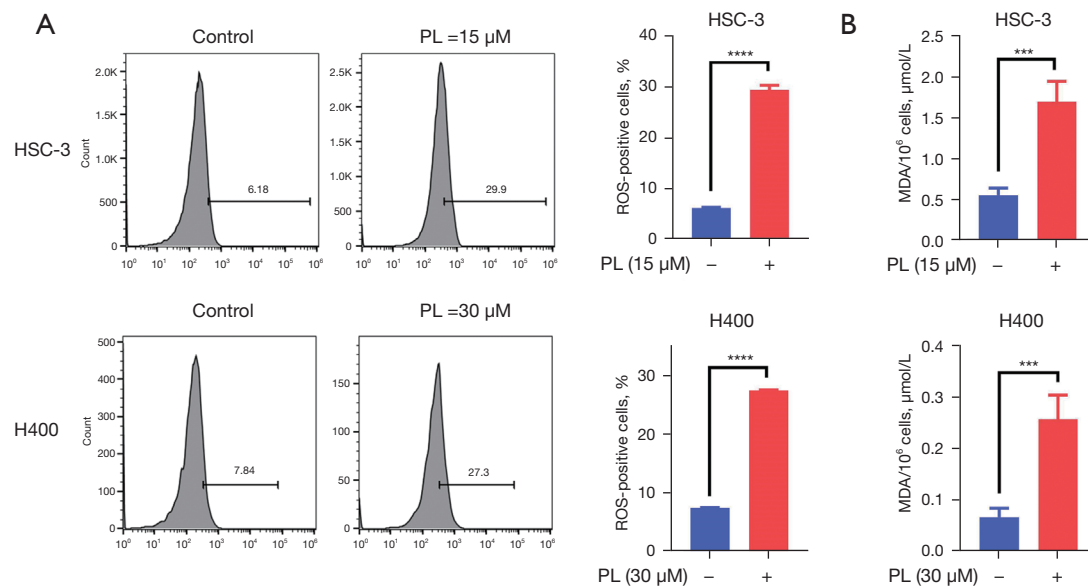 A
Control
PL =15 μM
HSC-3
B
HSC-3
HSC-3
Count
2.0K
1.5K
1.0K
500
0
6.18
10⁰ 10¹ 10² 10³ 10⁴ 10⁵ 10⁶
2.5K
2.0K
1.5K
1.0K
500
0
29.9
10⁰ 10¹ 10² 10³ 10⁴ 10⁵ 10⁶
ROS-positive cells, %
40
30
20
10
0
****
PL (15 μM) – +
MDA/10⁶ cells, μmol/L
2.5
2.0
1.5
1.0
0.5
0.0
***
PL (15 μM) – +
Control
PL =30 μM
H400
H400
H400
Count
500
400
300
200
100
0
7.84
10⁰ 10¹ 10² 10³ 10⁴ 10⁵ 10⁶
150
100
50
0
27.3
10⁰ 10¹ 10² 10³ 10⁴ 10⁵ 10⁶
ROS-positive cells, %
30
20
10
0
****
PL (30 μM) – +
MDA/10⁶ cells, μmol/L
0.4
0.3
0.2
0.1
0.0
***
PL (30 μM) – +